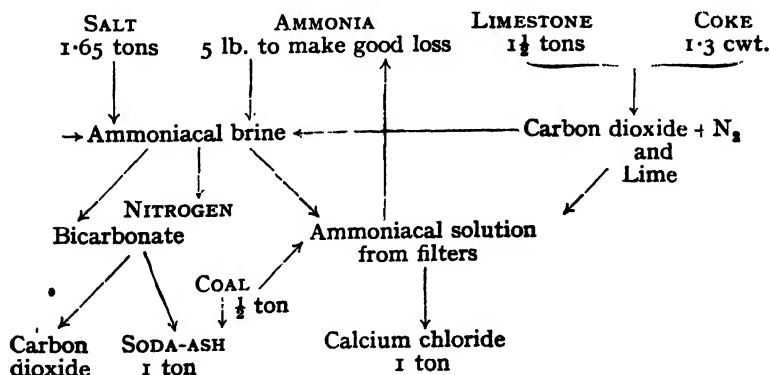 SALT
1·65 tons
AMMONIA
5 lb. to make good loss
LIMESTONE
1½ tons
COKE
1·3 cwt.
Ammoniacal brine
Carbon dioxide + N₂
and
Lime
NITROGEN
Bicarbonate
Ammoniacal solution
from filters
COAL
½ ton
Carbon
dioxide
SODA-ASH
1 ton
Calcium chloride
1 ton